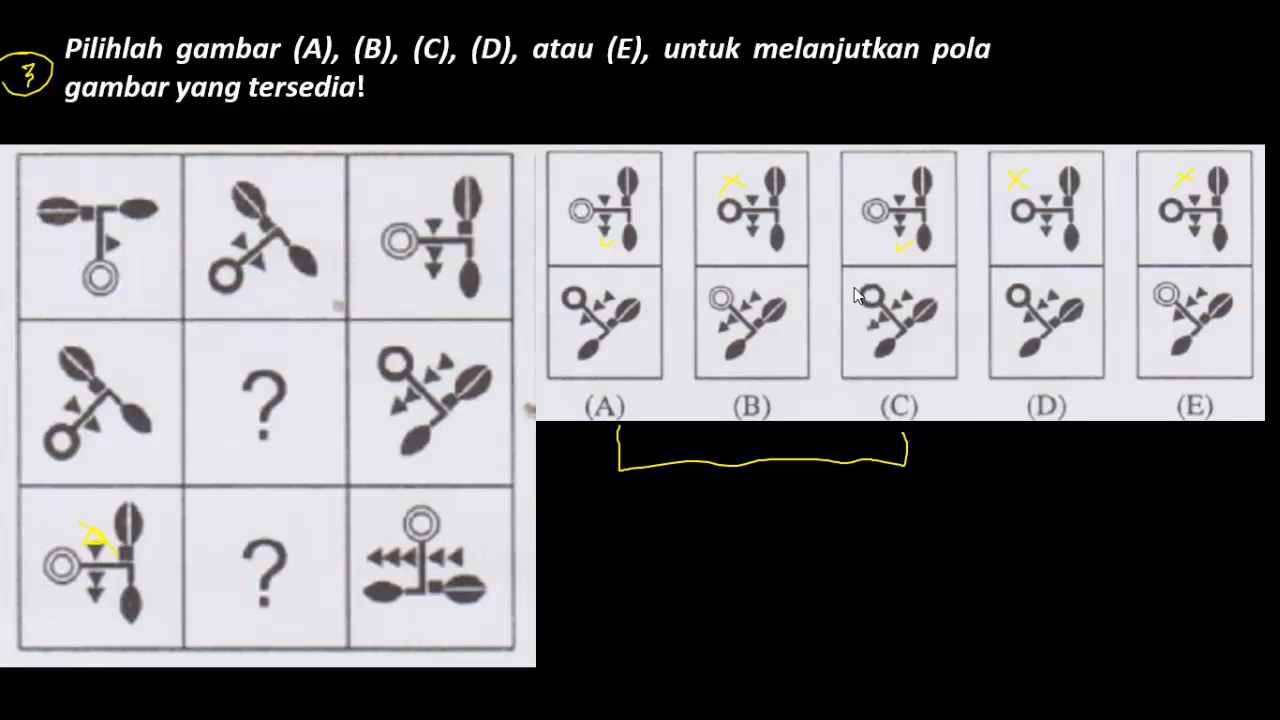 Pilihlah gambar (A), (B), (C), (D), atau (E), untuk melanjutkan pola
3
gambar yang tersedia!
?
?
(A) (B) (C) (D) (E)